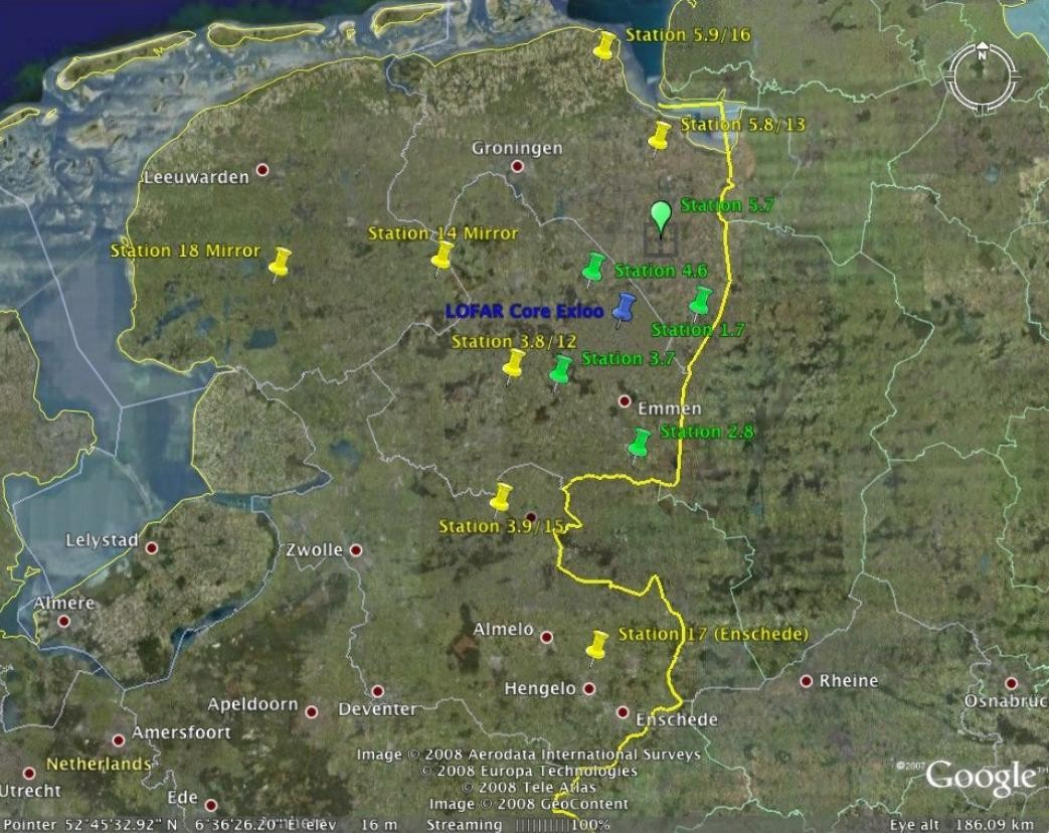 Station 5.9/16
N
Station 5.8/13
Groningen
Leeuwarden
Station 5.7
Station 14 Mirror
Station 18 Mirror
Station 4.6
LOFAR Core Exloo
Station 1.7
Station 3.8/12
Station 3.7
Emmen
Station 2.8
Station 3.9/15
Lelystad
Zwolle
Almere
Almelo
Station 17 (Enschede)
Hengelo
Rheine
Osnabruc
Apeldoorn
Deventer
Enschede
Amersfoort
Netherlands
Utrecht
Ede
Image © 2008 Aerodata International Surveys
© 2008 Europa Technologies
© 2008 Tele Atlas
Image © 2008 GeoContent
©2007 Google™
Pointer 52°45'32.92" N 6°36'26.20" E elev 16 m Streaming 100% Eye alt 186.09 km